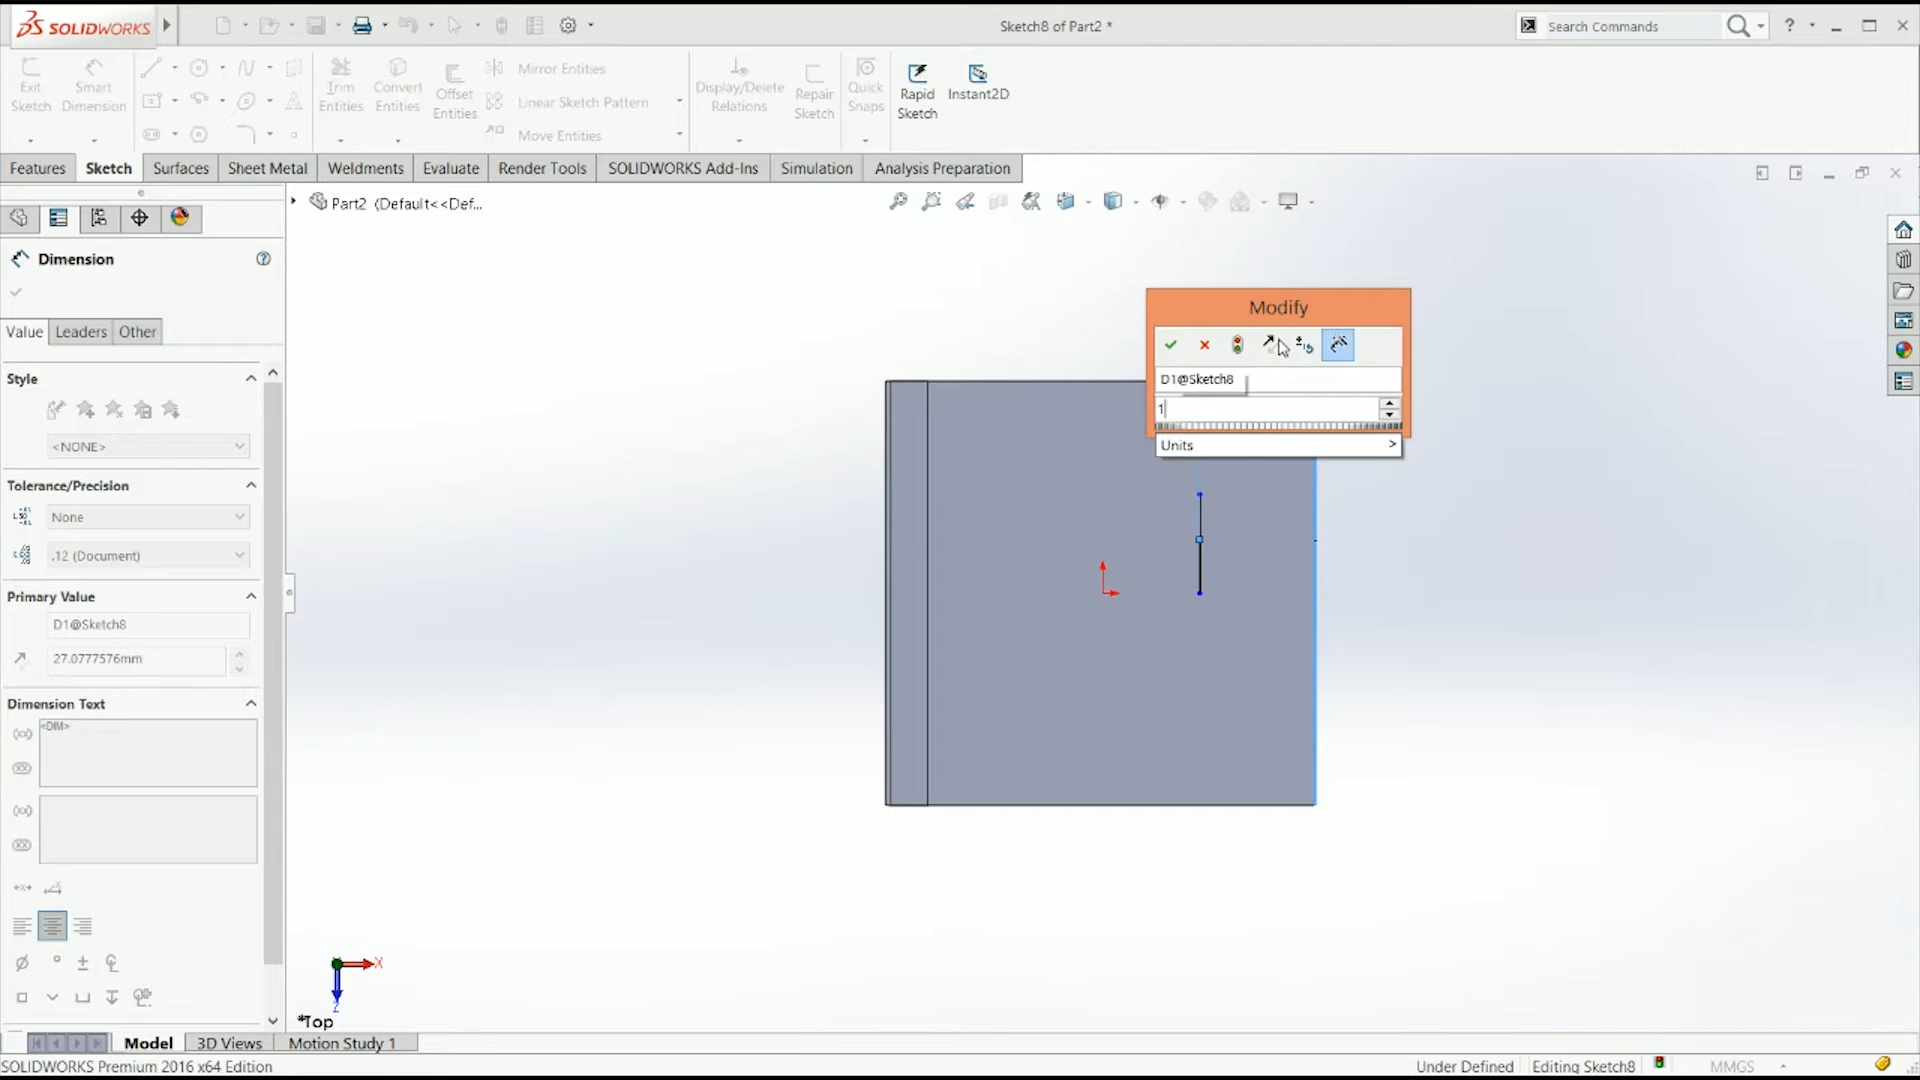 SOLIDWORKS
Sketch8 of Part2 *
Search Commands
?
Exit Sketch
Smart Dimension
Trim Entities
Convert Entities
Offset Entities
Mirror Entities
Linear Sketch Pattern
Move Entities
Display/Delete Relations
Repair Sketch
Quick Snaps
Rapid Sketch
Instant2D
Features
Sketch
Surfaces
Sheet Metal
Weldments
Evaluate
Render Tools
SOLIDWORKS Add-Ins
Simulation
Analysis Preparation
Part2 (Default<<Def...
Dimension
Value
Leaders
Other
Style
<NONE>
Tolerance/Precision
None
.12 (Document)
Primary Value
D1@Sketch8
27.0777576mm
Dimension Text
<DIM>
Modify
D1@Sketch8
1
Units >
X
Z
*Top
Model
3D Views
Motion Study 1
SOLIDWORKS Premium 2016 x64 Edition
Under Defined
Editing Sketch8
MMGS